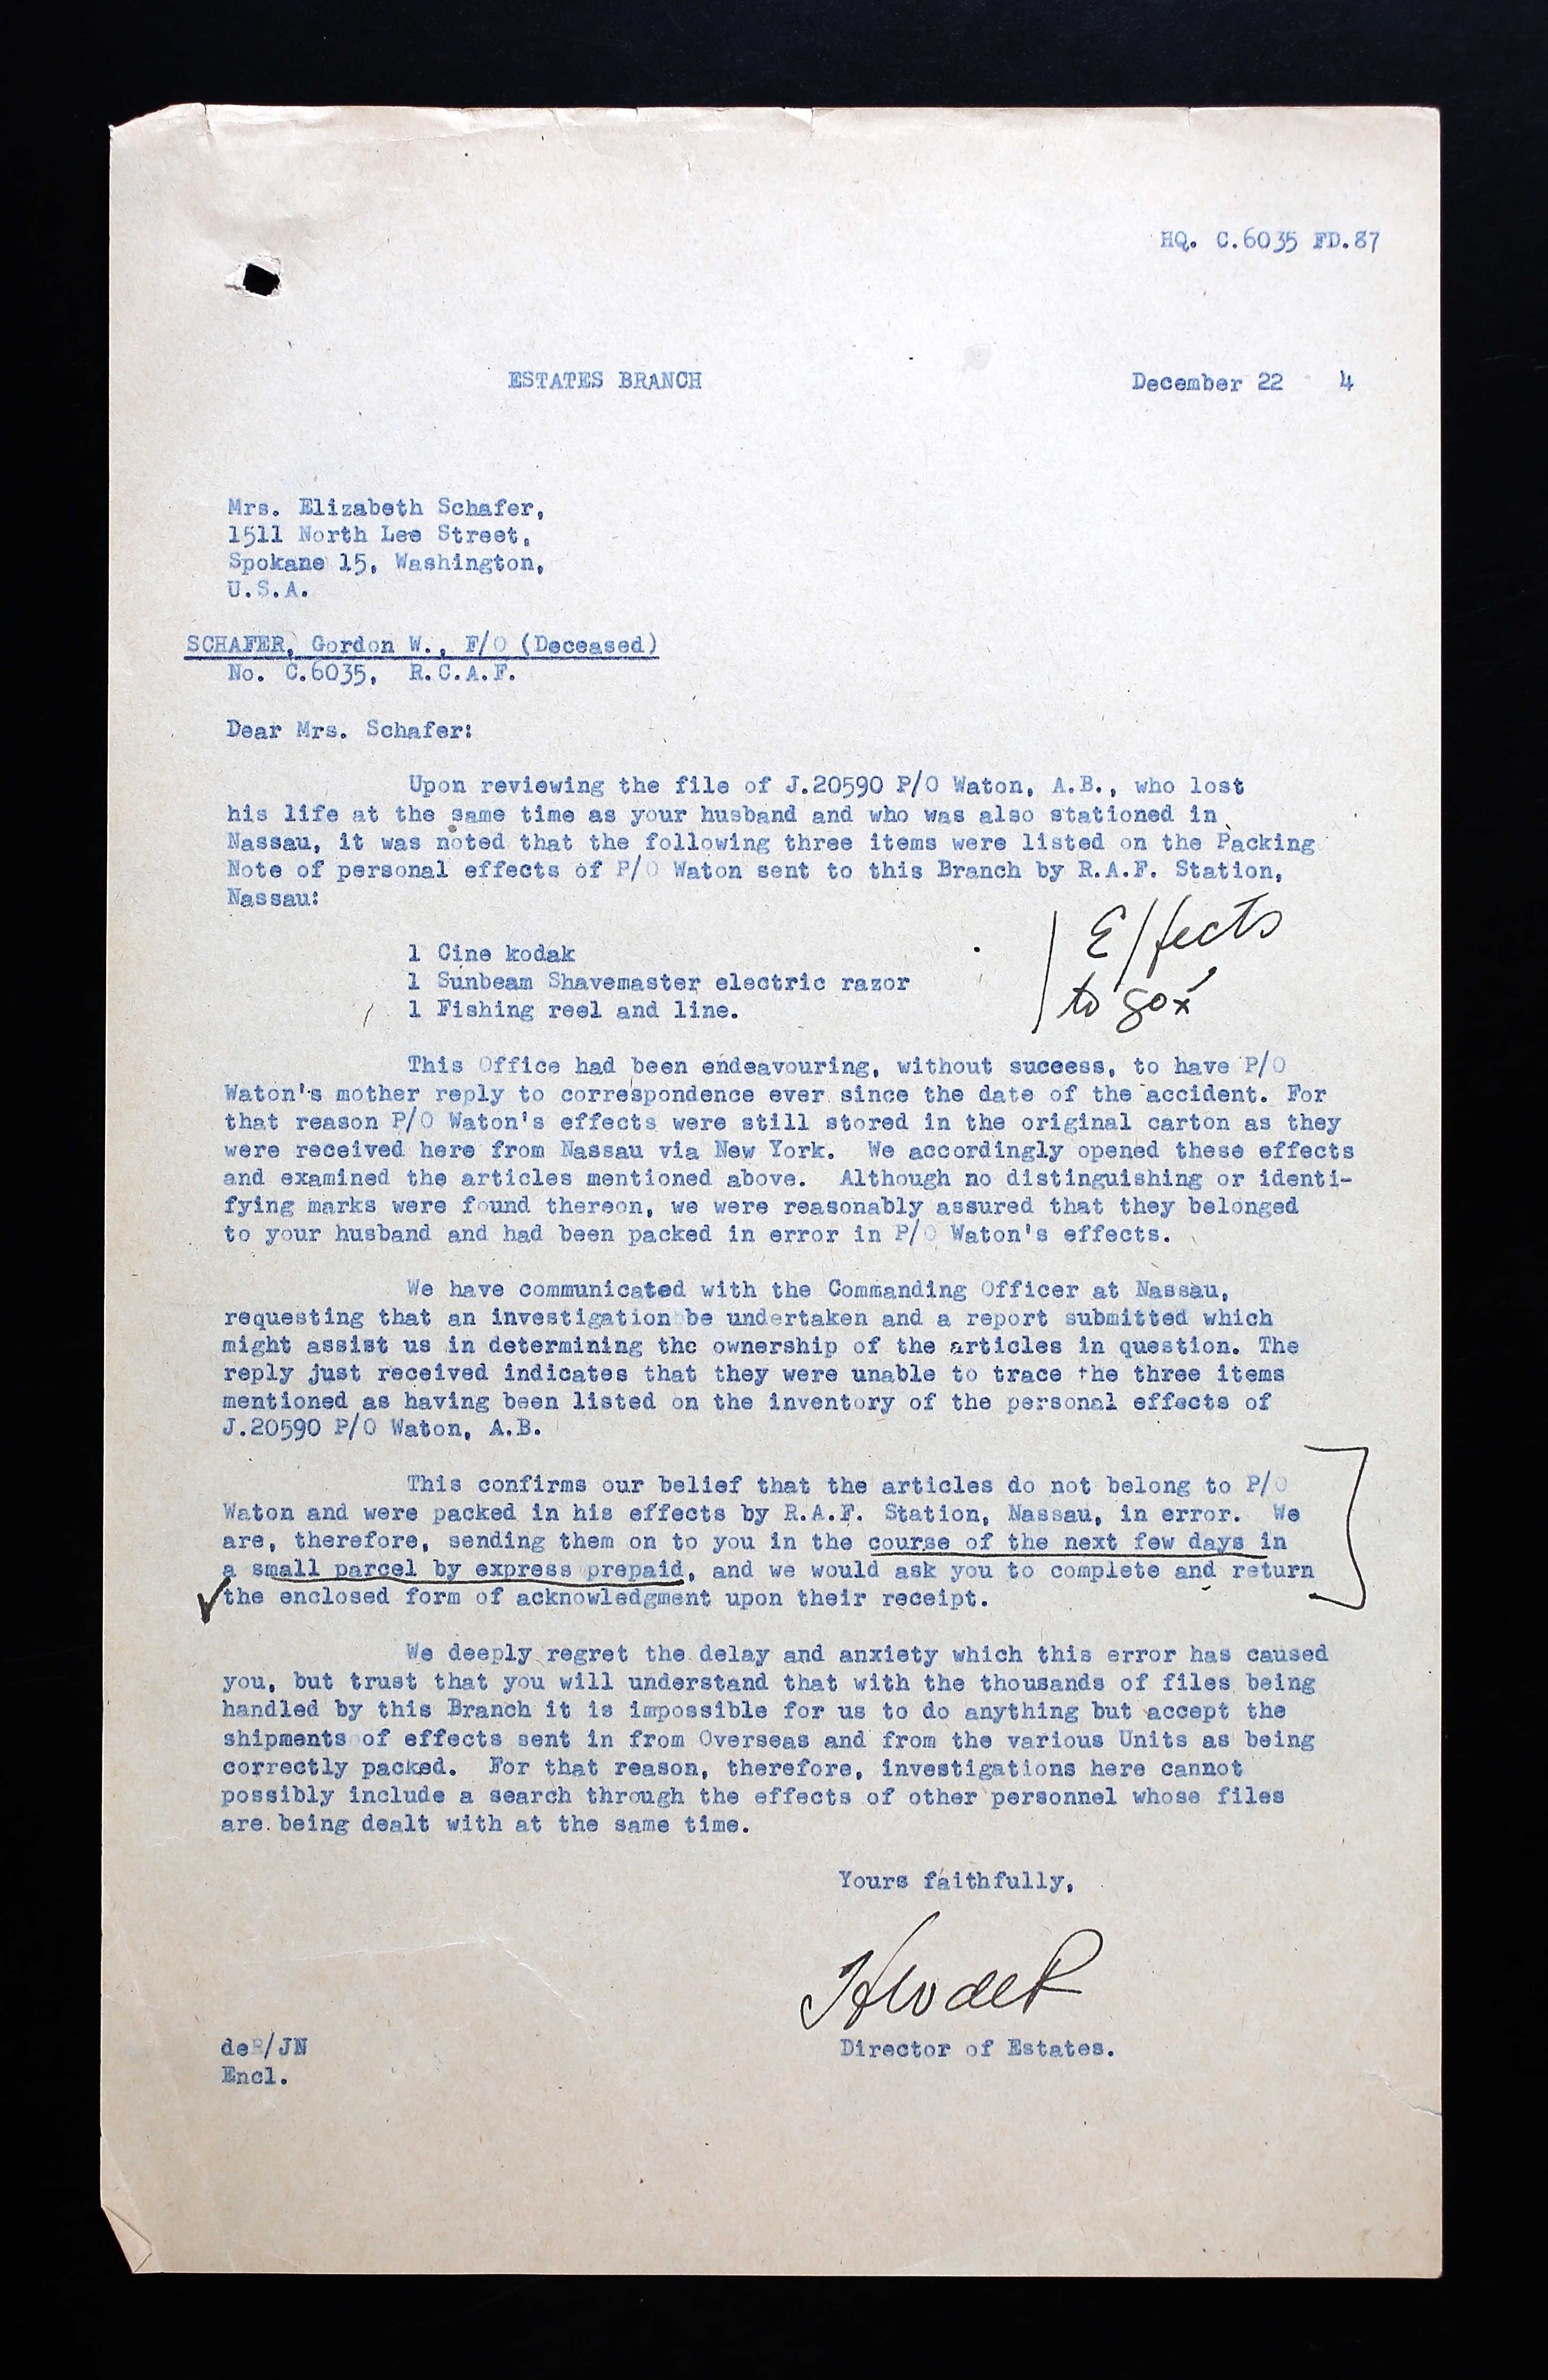 HQ. C.6035 FD.87
ESTATES BRANCH December 22 4
Mrs. Elizabeth Schafer,
1511 North Lee Street,
Spokane 15, Washington,
U.S.A.
SCHAFER, Gordon W., F/O (Deceased)
No. C.6035, R.C.A.F.
Dear Mrs. Schafer:
Upon reviewing the file of J.20590 P/O Waton, A.B., who lost
his life at the same time as your husband and who was also stationed in
Nassau, it was noted that the following three items were listed on the Packing
Note of personal effects of P/O Waton sent to this Branch by R.A.F. Station,
Nassau:
1 Cine kodak
1 Sunbeam Shavemaster electric razor
1 Fishing reel and line.
Effects
to
This Office had been endeavouring, without success, to have P/O
Waton's mother reply to correspondence ever since the date of the accident. For
that reason P/O Waton's effects were still stored in the original carton as they
were received here from Nassau via New York. We accordingly opened these effects
and examined the articles mentioned above. Although no distinguishing or identi-
fying marks were found thereon, we were reasonably assured that they belonged
to your husband and had been packed in error in P/O Waton's effects.
We have communicated with the Commanding Officer at Nassau,
requesting that an investigation be undertaken and a report submitted which
might assist us in determining the ownership of the articles in question. The
reply just received indicates that they were unable to trace the three items
mentioned as having been listed on the inventory of the personal effects of
J.20590 P/O Waton, A.B.
This confirms our belief that the articles do not belong to P/O
Waton and were packed in his effects by R.A.F. Station, Nassau, in error. We
are, therefore, sending them on to you in the course of the next few days in
a small parcel by express prepaid, and we would ask you to complete and return
the enclosed form of acknowledgment upon their receipt.
We deeply regret the delay and anxiety which this error has caused
you, but trust that you will understand that with the thousands of files being
handled by this Branch it is impossible for us to do anything but accept the
shipments of effects sent in from Overseas and from the various Units as being
correctly packed. For that reason, therefore, investigations here cannot
possibly include a search through the effects of other personnel whose files
are being dealt with at the same time.
Yours faithfully,
deR/JN Director of Estates.
Encl.